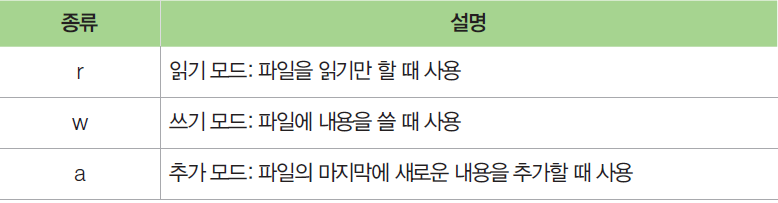 종류 설명
r 읽기 모드: 파일을 읽기만 할 때 사용
w 쓰기 모드: 파일에 내용을 쓸 때 사용
a 추가 모드: 파일의 마지막에 새로운 내용을 추가할 때 사용